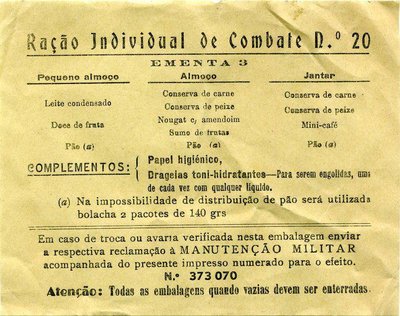 Ração Individual de Combate N.º 20
EMENTA 3
Pequeno almoço Almoço Jantar
Leite condensado
Doce de fruta
Pão (a)
Conserva de carne
Conserva de peize
Nougat c/ amendoim
Sumo de frutas
Pão (a)
Conserva de carne
Conserva de peixe
Mini-café
Pão (a)
COMPLEMENTOS:
Papel higiénico,
Drageias toni-hidratantes—Para serem engolidas, uma
de cada vez com qualquer líquido.
(a) Na impossibilidade de distribuição de pão será utilizada
bolacha 2 pacotes de 140 grs
Em caso de troca ou avaria verificada nesta embalagem enviar
a respectiva reclamação à MANUTENÇÃO MILITAR
acompanhada do presente impresso numerado para o efeito.
N.º 373070
Atenção: Todas as embalagens quando vazias devem ser enterradas